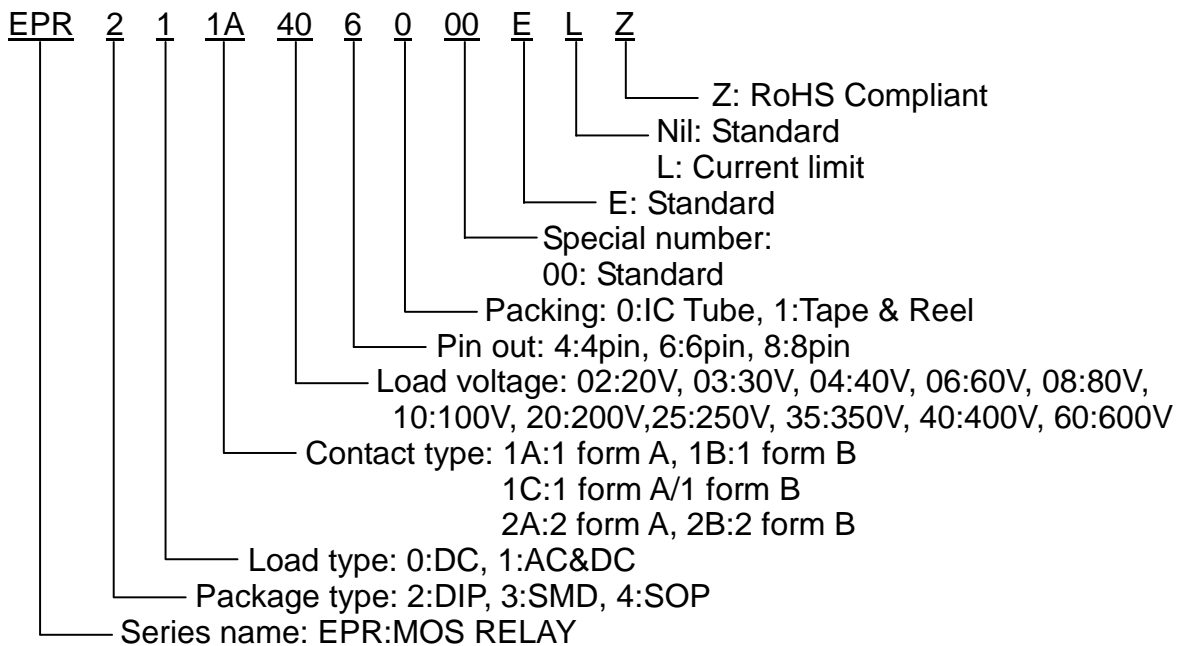 EPR 2 1 1A 40 6 0 00 E L Z
Z: RoHS Compliant
Nil: Standard
L: Current limit
E: Standard
Special number:
00: Standard
Packing: 0:IC Tube, 1:Tape & Reel
Pin out: 4:4pin, 6:6pin, 8:8pin
Load voltage: 02:20V, 03:30V, 04:40V, 06:60V, 08:80V,
10:100V, 20:200V,25:250V, 35:350V, 40:400V, 60:600V
Contact type: 1A:1 form A, 1B:1 form B
1C:1 form A/1 form B
2A:2 form A, 2B:2 form B
Load type: 0:DC, 1:AC&DC
Package type: 2:DIP, 3:SMD, 4:SOP
Series name: EPR:MOS RELAY